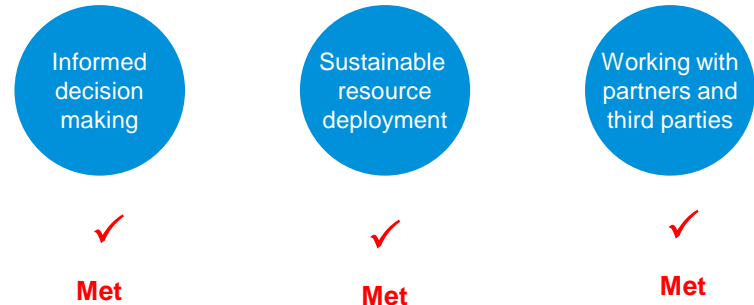 Informed
decision
making
Sustainable
resource
deployment
Working with
partners and
third parties
✓
✓
✓
Met
Met
Met